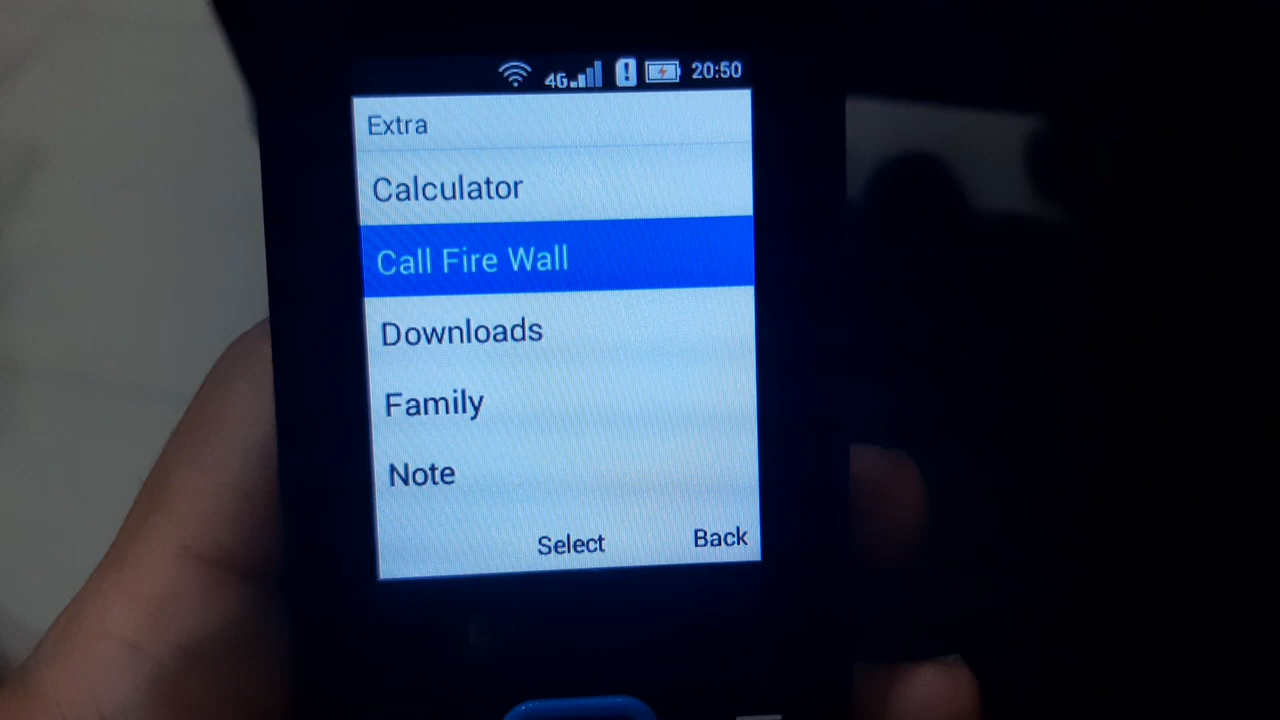 4G 20:50
Extra
Calculator
Call Fire Wall
Downloads
Family
Note
Select Back